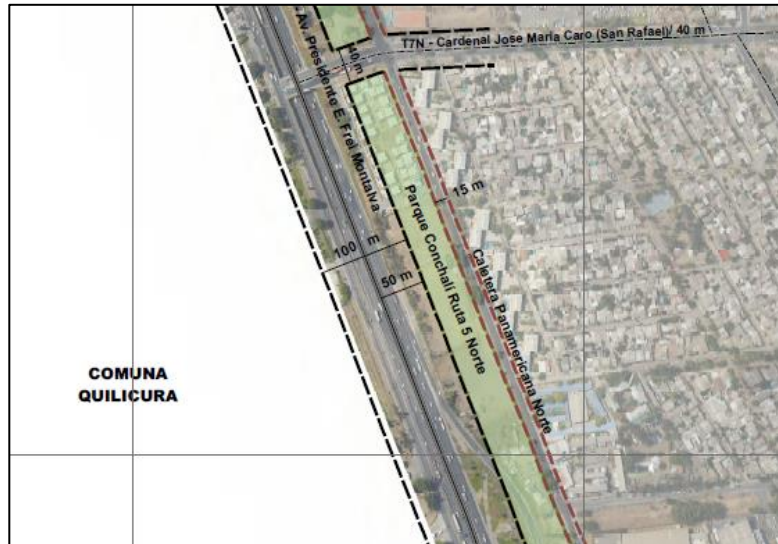 T7N - Cardenal Jose Maria Caro (San Rafael)/ 40 m
Av. Presidente E. Frei Montalva
40 m
15 m
Parque Conchalí Ruta 5 Norte
100 m
50 m
Caletera Panamericana Norte
COMUNA
QUILICURA